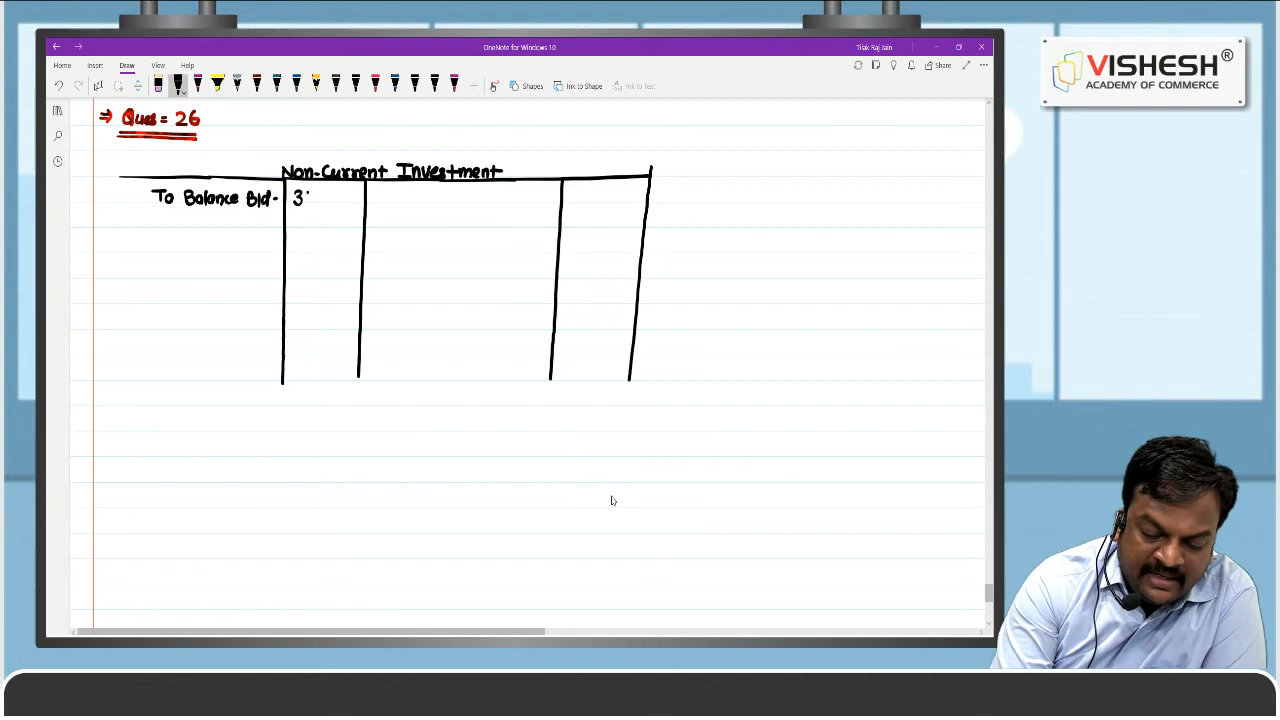 OneNote for Windows 10
Tilak Raj Jain
Home Insert Draw View Help
Share
Shapes Ink to Shape Ink to Text
⇒ Ques = 26
Non-Current Investment
To Balance B/d- 3'
VISHESH®
ACADEMY OF COMMERCE